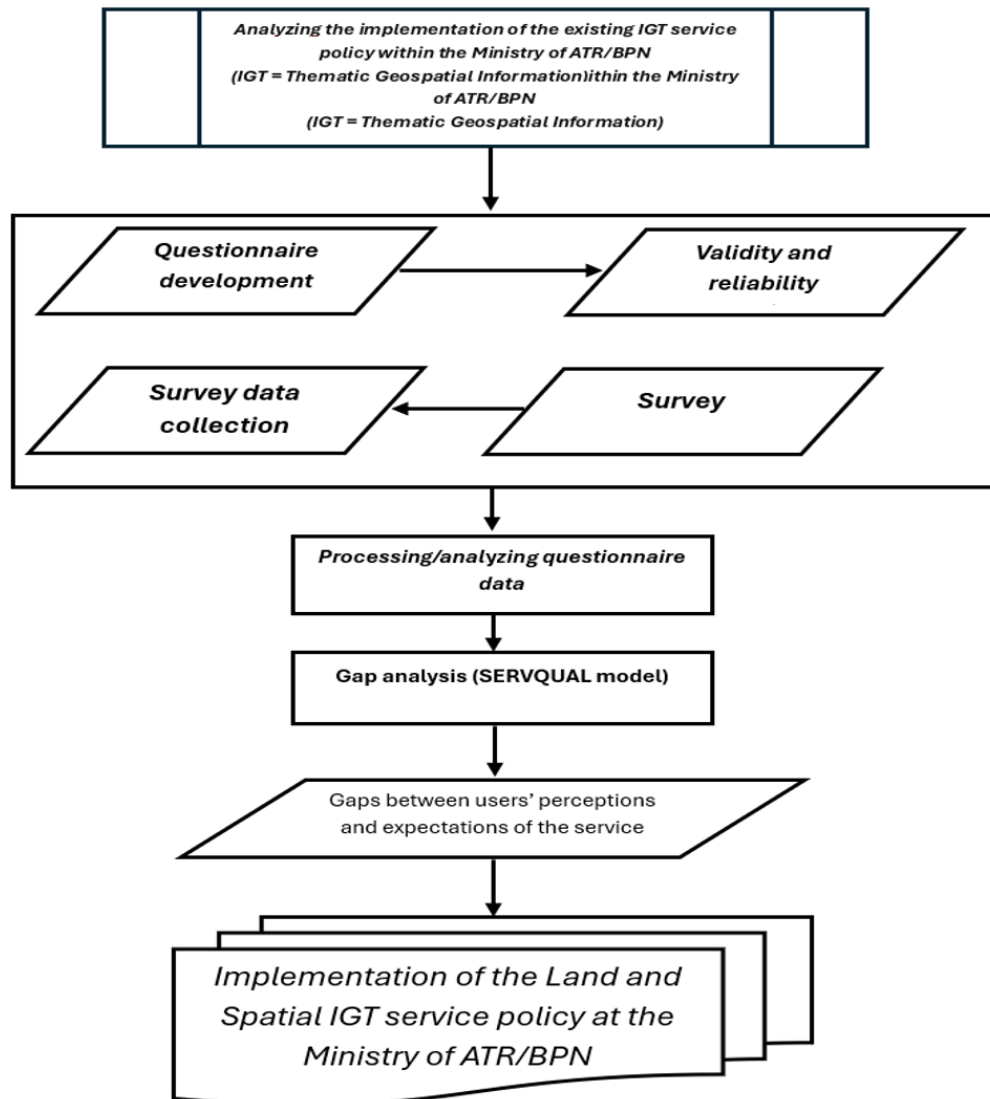 Analyzing the implementation of the existing IGT service
policy within the Ministry of ATR/BPN
(IGT = Thematic Geospatial Information)ithin the Ministry
of ATR/BPN
(IGT = Thematic Geospatial Information)
Questionnaire
development
Validity and
reliability
Survey data
collection
Survey
Processing/analyzing questionnaire
data
Gap analysis (SERVQUAL model)
Gaps between users’ perceptions
and expectations of the service
Implementation of the Land and
Spatial IGT service policy at the
Ministry of ATR/BPN